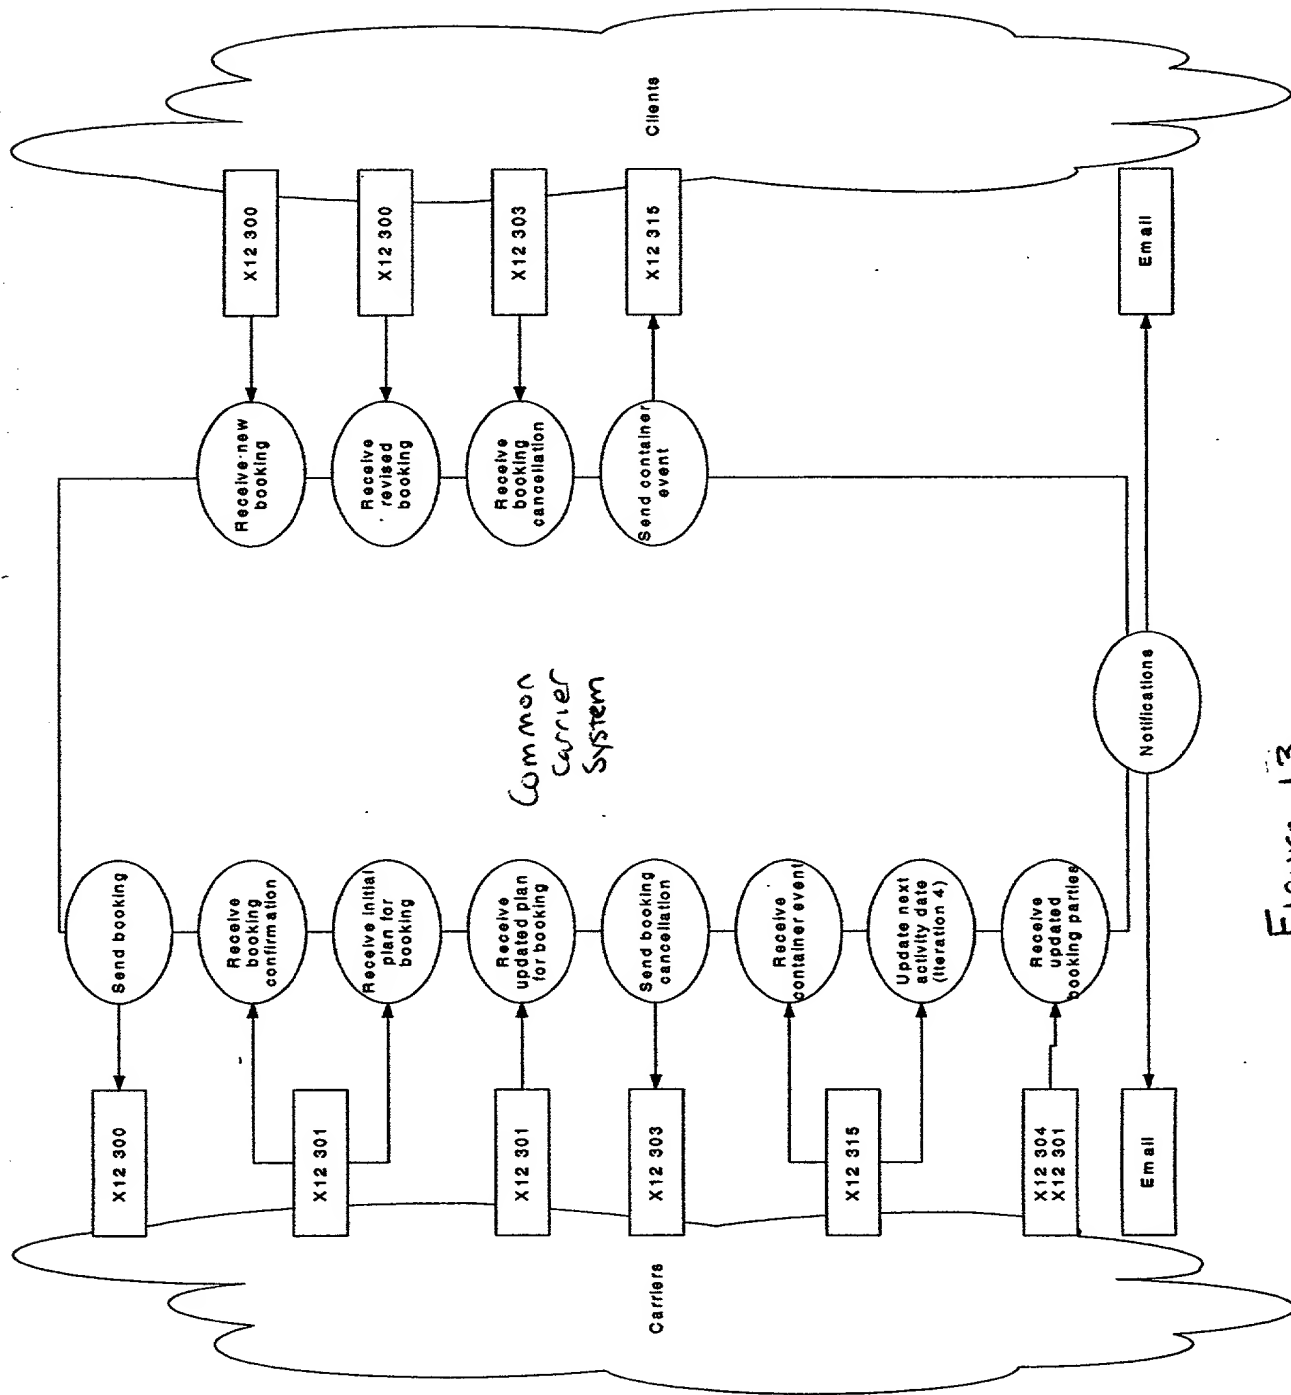 Carriers
X12 300
X12 301
X12 301
X12 303
X12 315
X12 304
X12 301
Email
Send booking
Receive
booking
confirmation
Receive initial
plan for
booking
Receive
updated plan
for booking
Send booking
cancellation
Receive
container event
Update next
activity date
(iteration 4)
Receive
updated
booking parties
Common
Carrier
System
Notifications
Receive new
booking
Receive
revised
booking
Receive
booking
cancellation
Send container
event
X12 300
X12 300
X12 303
X12 315
Email
Clients
Figure 13